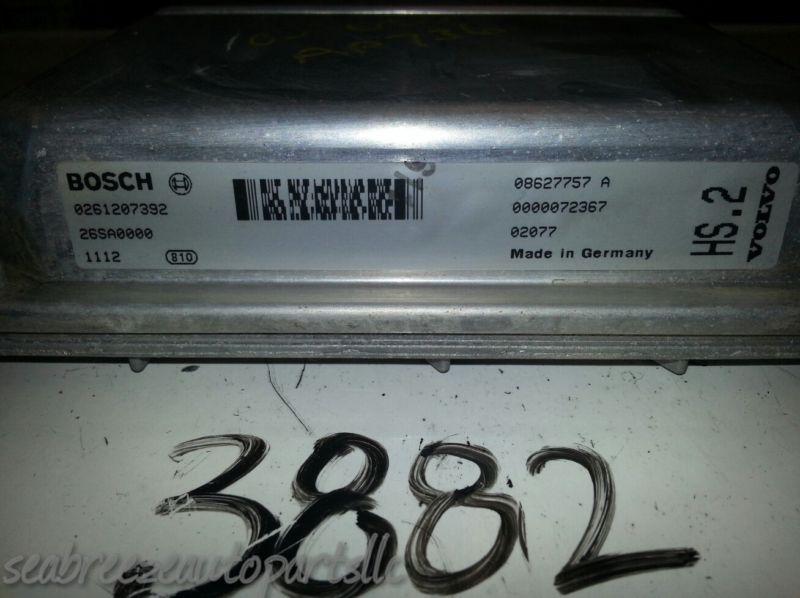 BOSCH
0261207392
26SA0000
1112 810
08627757 A
0000072367
02077
Made in Germany
HS.2
VOLVO
3882
seabreezeautopartsllc